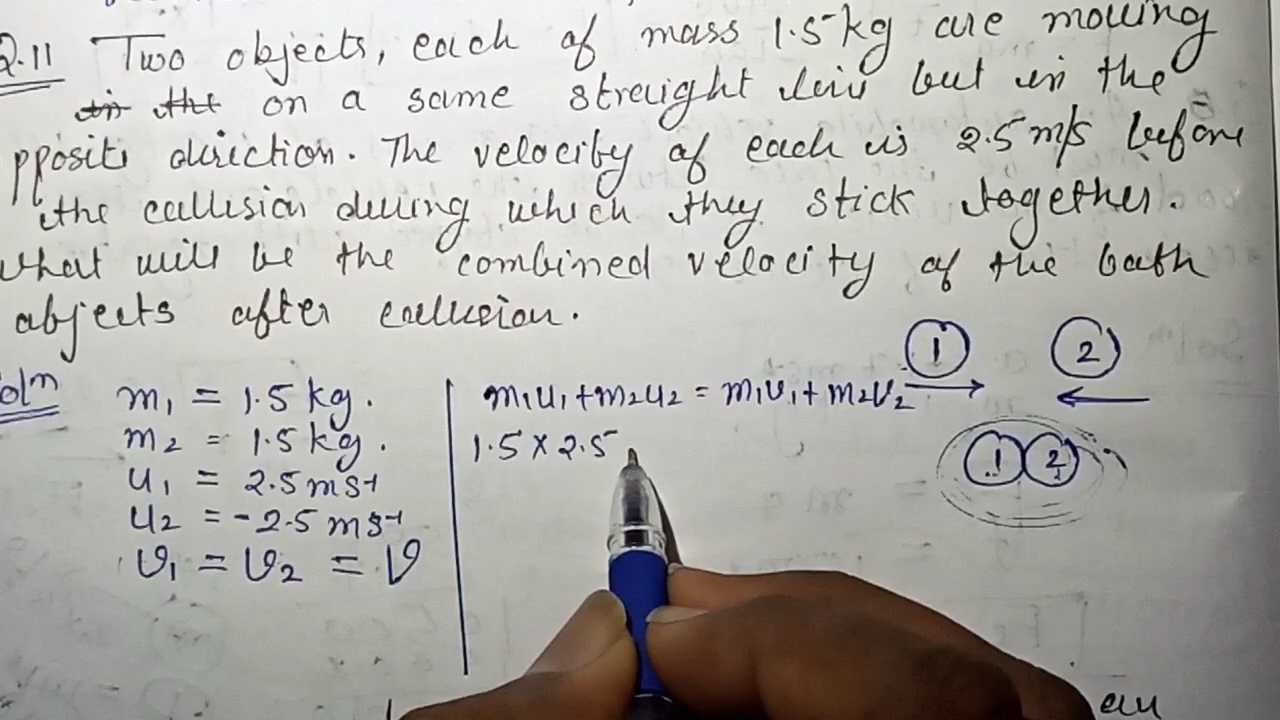 Q.11 Two objects, each of mass 1.5 kg are moving
in the on a same straight line but in the
pposite direction. The velocity of each is 2.5 m/s before
the collision during which they stick together.
what will be the combined velocity of the both
objects after collision.
1 2
olⁿ m₁ = 1.5 kg. m₁u₁ + m₂u₂ = m₁v₁ + m₂v₂
m₂ = 1.5 kg. 1.5 × 2.5
1 2
u₁ = 2.5 ms⁻¹
u₂ = -2.5 ms⁻¹
v₁ = v₂ = v